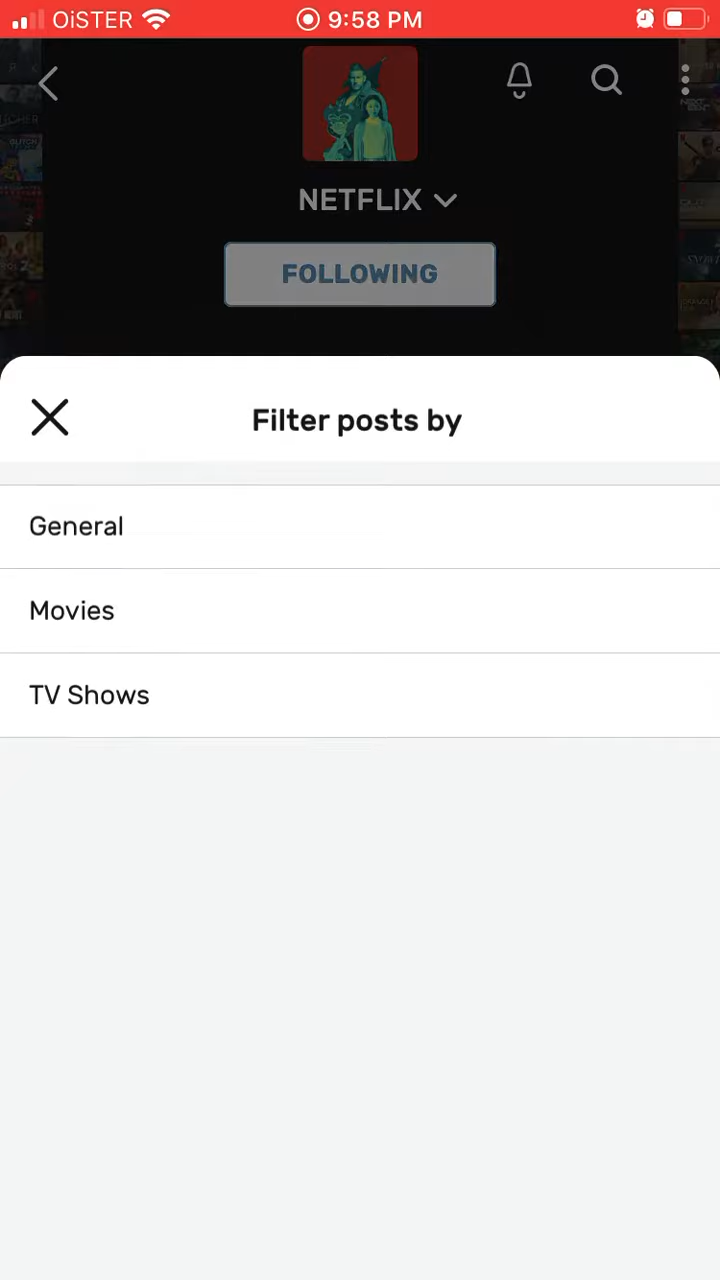 OiSTER
9:58 PM
NETFLIX
FOLLOWING
Filter posts by
General
Movies
TV Shows